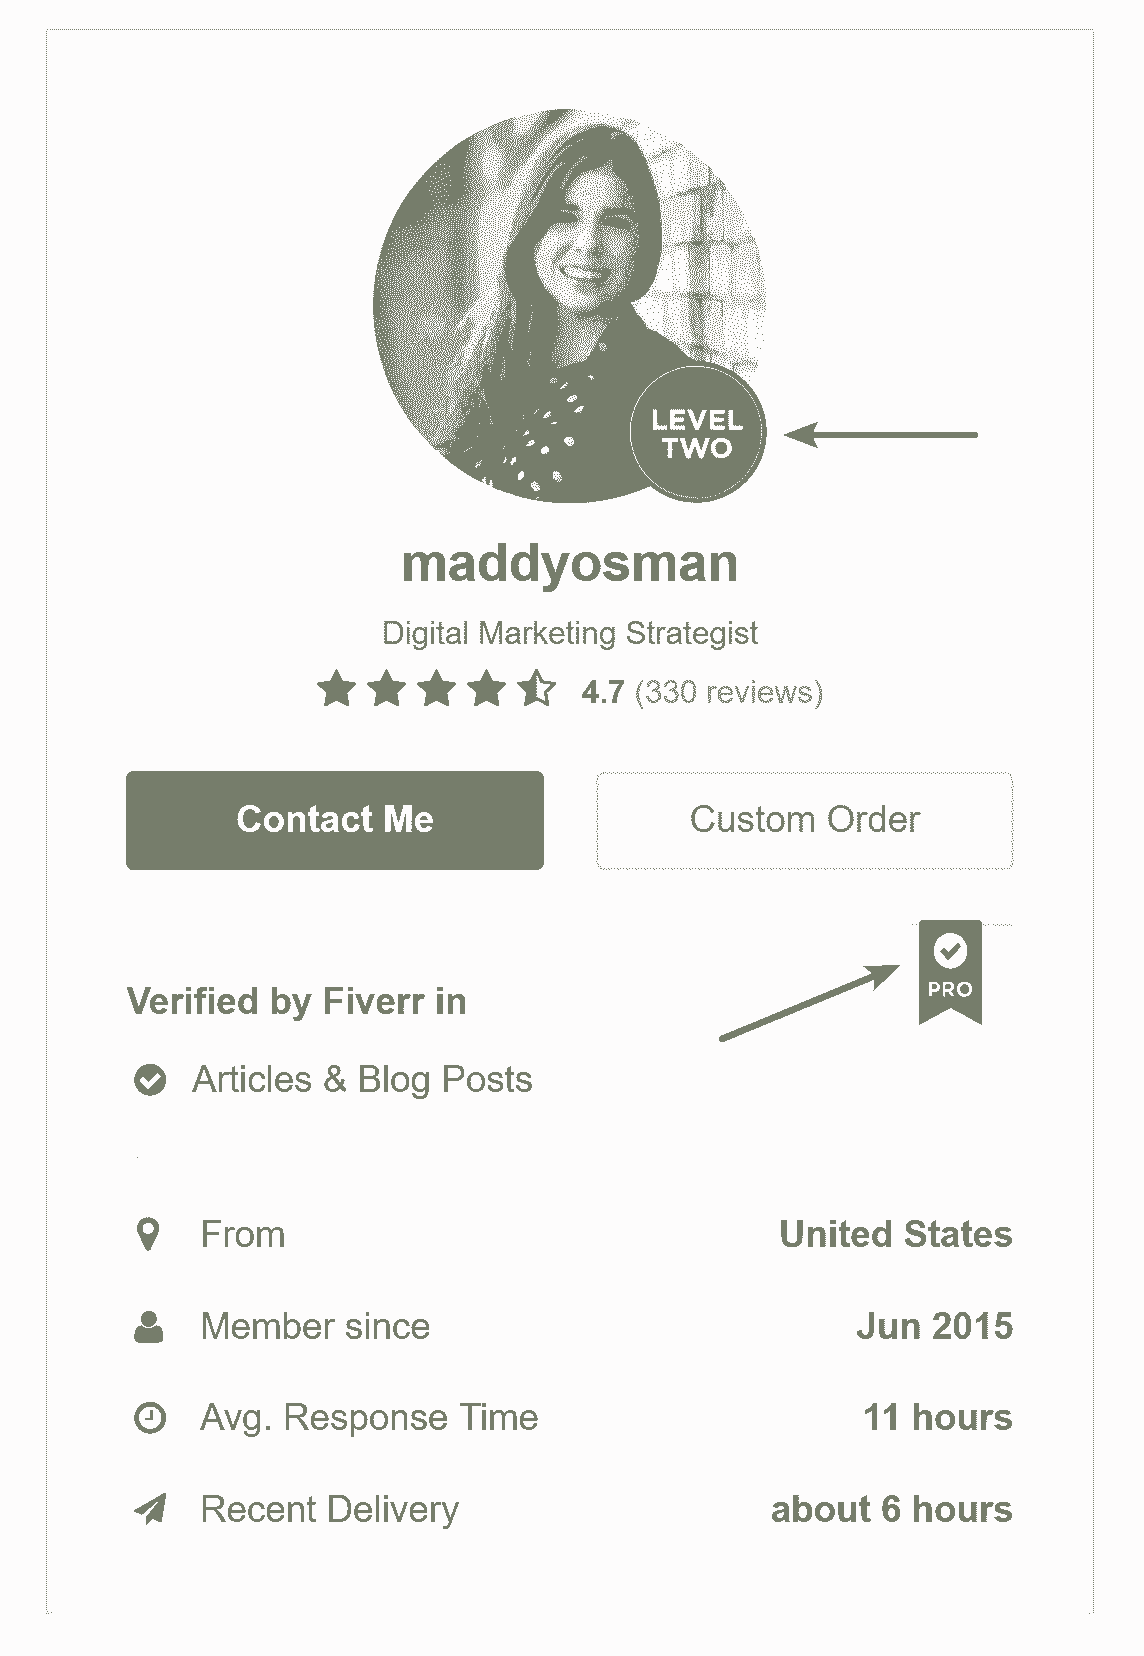 LEVEL
TWO
maddyosman
Digital Marketing Strategist
4.7 (330 reviews)
Contact Me
Custom Order
PRO
Verified by Fiverr in
Articles & Blog Posts
From United States
Member since Jun 2015
Avg. Response Time 11 hours
Recent Delivery about 6 hours